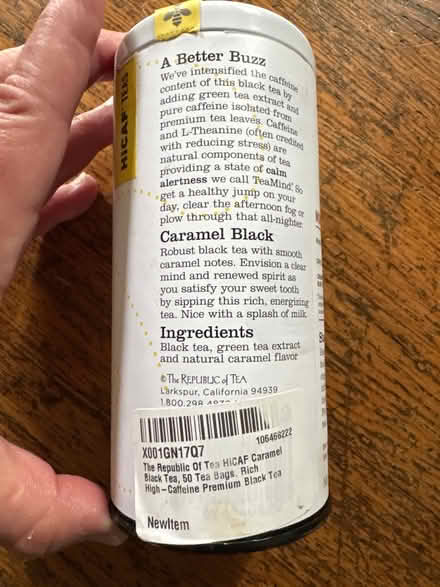 HiCAF TEAS
A Better Buzz
We've intensified the caffeine
content of this black tea by
adding green tea extract and
pure caffeine isolated from
premium tea leaves. Caffeine
and L-Theanine (often credited
with reducing stress) are
natural components of tea
providing a state of calm
alertness we call TeaMind! So
get a healthy jump on your
day, clear the afternoon fog or
plow through that all-nighter.
Caramel Black
Robust black tea with smooth
caramel notes. Envision a clear
mind and renewed spirit as
you satisfy your sweet tooth
by sipping this rich, energizing
tea. Nice with a splash of milk.
Ingredients
Black tea, green tea extract
and natural caramel flavor
© The REPUBLIC of TEA
Larkspur, California 94939
1.800.298.4832
X001GN17Q7
106466222
The Republic Of Tea HiCAF Caramel
Black Tea, 50 Tea Bags, Rich
High-Caffeine Premium Black Tea
NewItem